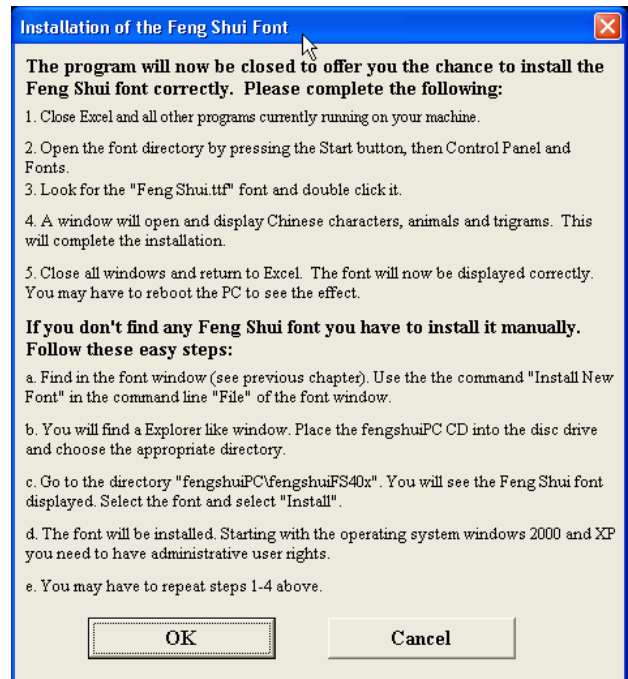 Installation of the Feng Shui Font
The program will now be closed to offer you the chance to install the
Feng Shui font correctly. Please complete the following:
1. Close Excel and all other programs currently running on your machine.
2. Open the font directory by pressing the Start button, then Control Panel and
Fonts.
3. Look for the "Feng Shui.ttf" font and double click it.
4. A window will open and display Chinese characters, animals and trigrams. This
will complete the installation.
5. Close all windows and return to Excel. The font will now be displayed correctly.
You may have to reboot the PC to see the effect.
If you don't find any Feng Shui font you have to install it manually.
Follow these easy steps:
a. Find in the font window (see previous chapter). Use the the command "Install New
Font" in the command line "File" of the font window.
b. You will find a Explorer like window. Place the fengshuiPC CD into the disc drive
and choose the appropriate directory.
c. Go to the directory "fengshuiPC\fengshuiFS40x". You will see the Feng Shui font
displayed. Select the font and select "Install".
d. The font will be installed. Starting with the operating system windows 2000 and XP
you need to have administrative user rights.
e. You may have to repeat steps 1-4 above.
OK Cancel